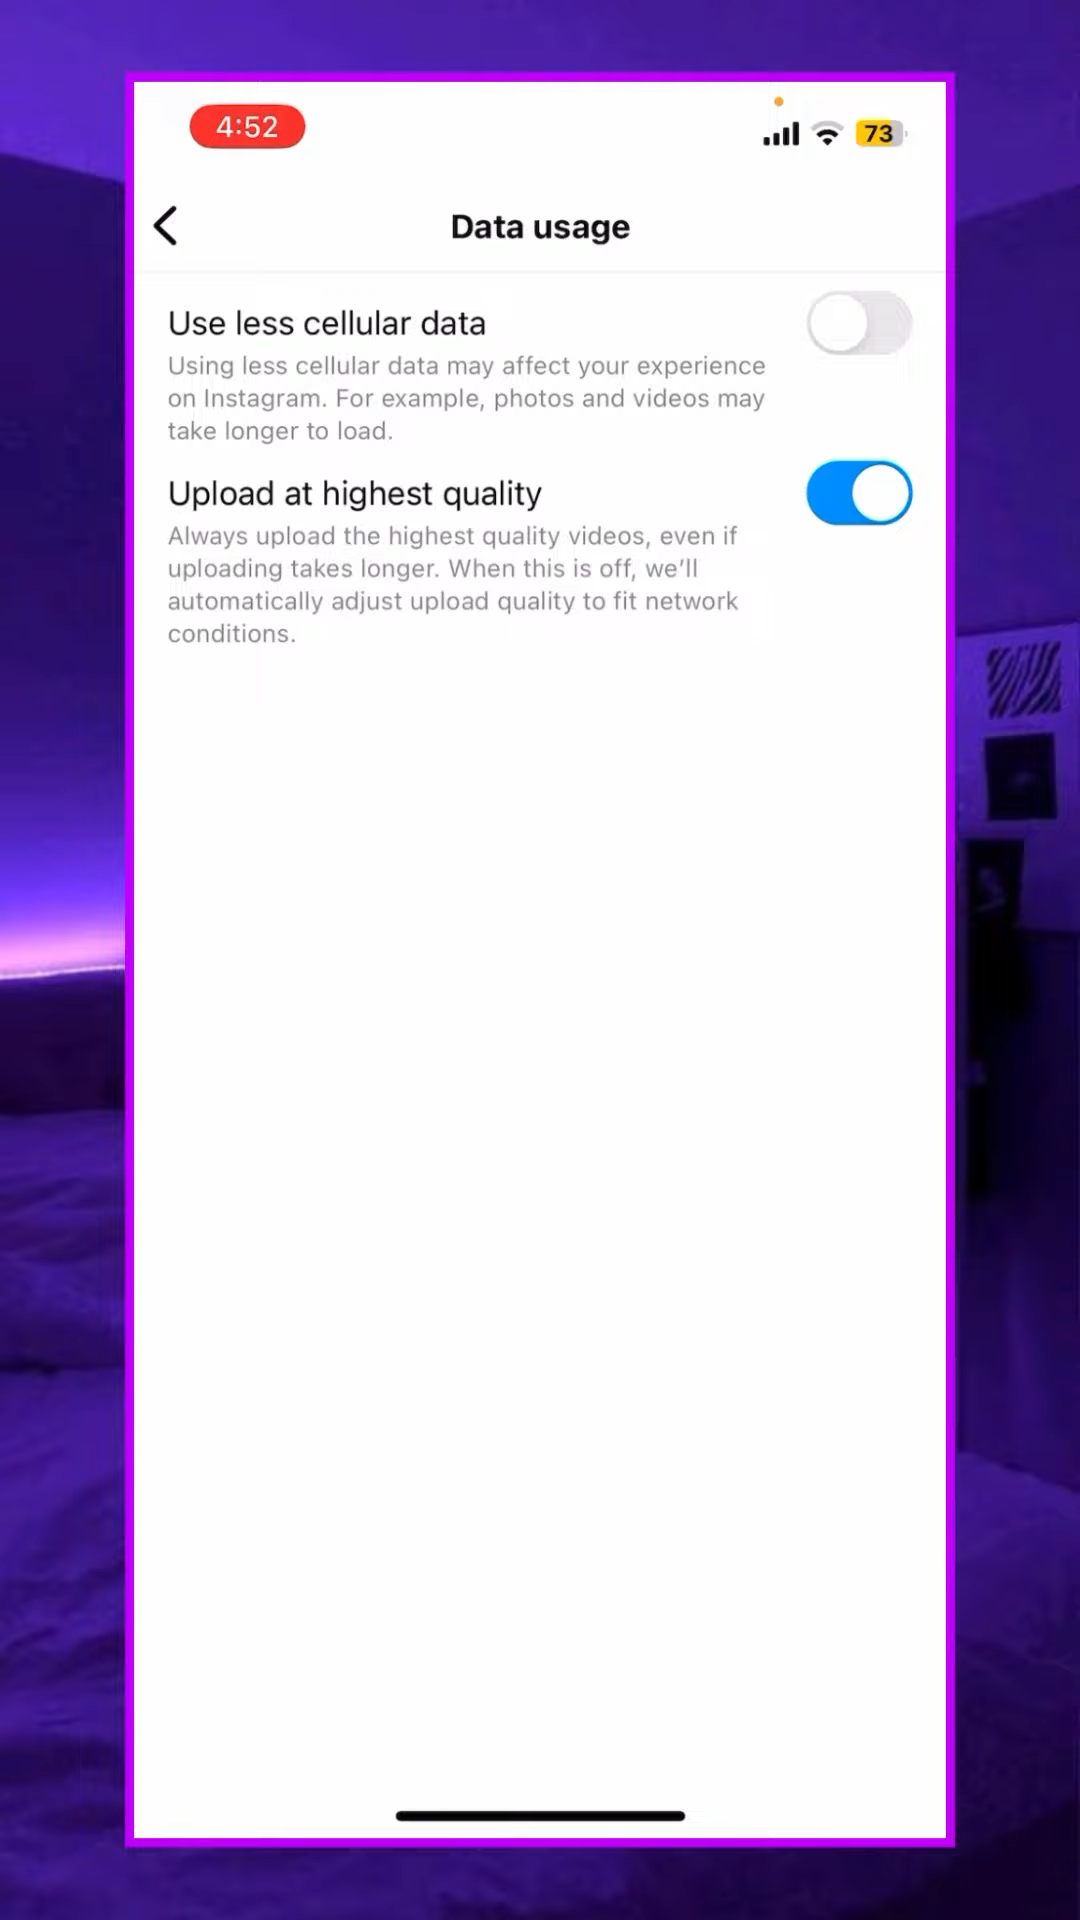 4:52
73
Data usage
Use less cellular data
Using less cellular data may affect your experience
on Instagram. For example, photos and videos may
take longer to load.
Upload at highest quality
Always upload the highest quality videos, even if
uploading takes longer. When this is off, we’ll
automatically adjust upload quality to fit network
conditions.